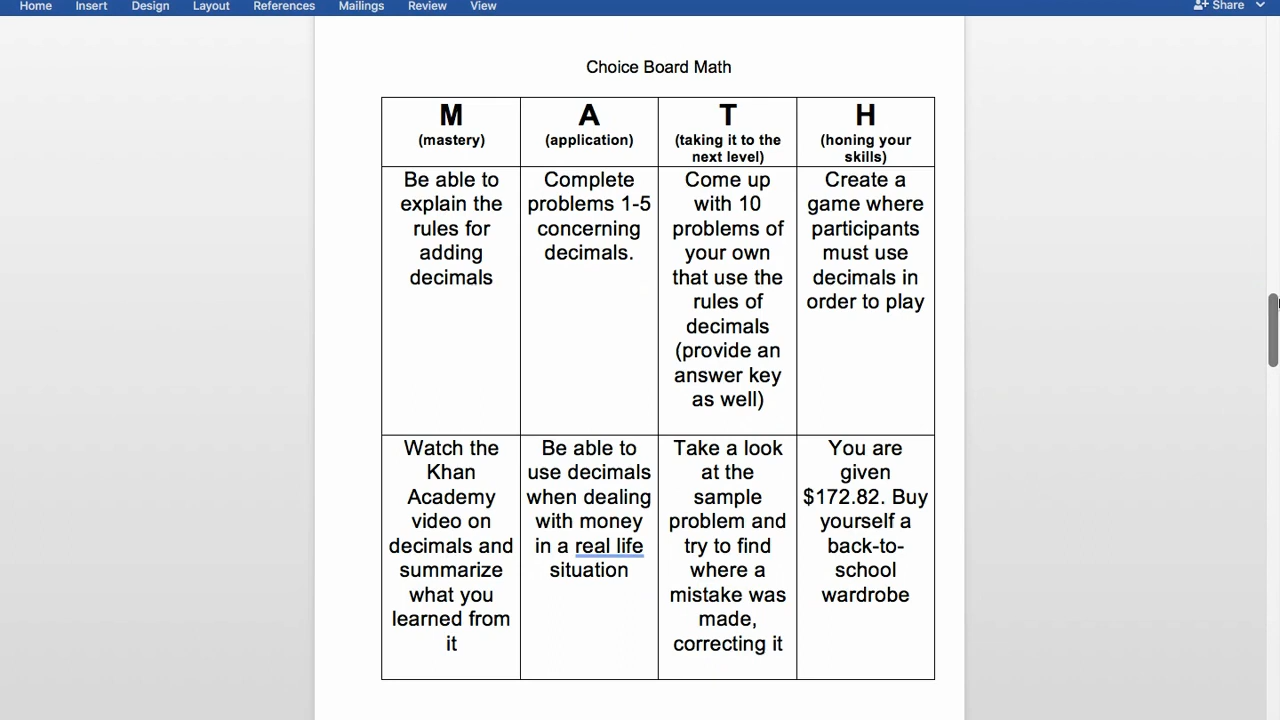 Home Insert Design Layout References Mailings Review View Share
Choice Board Math
M
(mastery)
A
(application)
T
(taking it to the
next level)
H
(honing your
skills)
Be able to
explain the
rules for
adding
decimals
Complete
problems 1-5
concerning
decimals.
Come up
with 10
problems of
your own
that use the
rules of
decimals
(provide an
answer key
as well)
Create a
game where
participants
must use
decimals in
order to play
Watch the
Khan
Academy
video on
decimals and
summarize
what you
learned from
it
Be able to
use decimals
when dealing
with money
in a real life
situation
Take a look
at the
sample
problem and
try to find
where a
mistake was
made,
correcting it
You are
given
$172.82. Buy
yourself a
back-to-
school
wardrobe